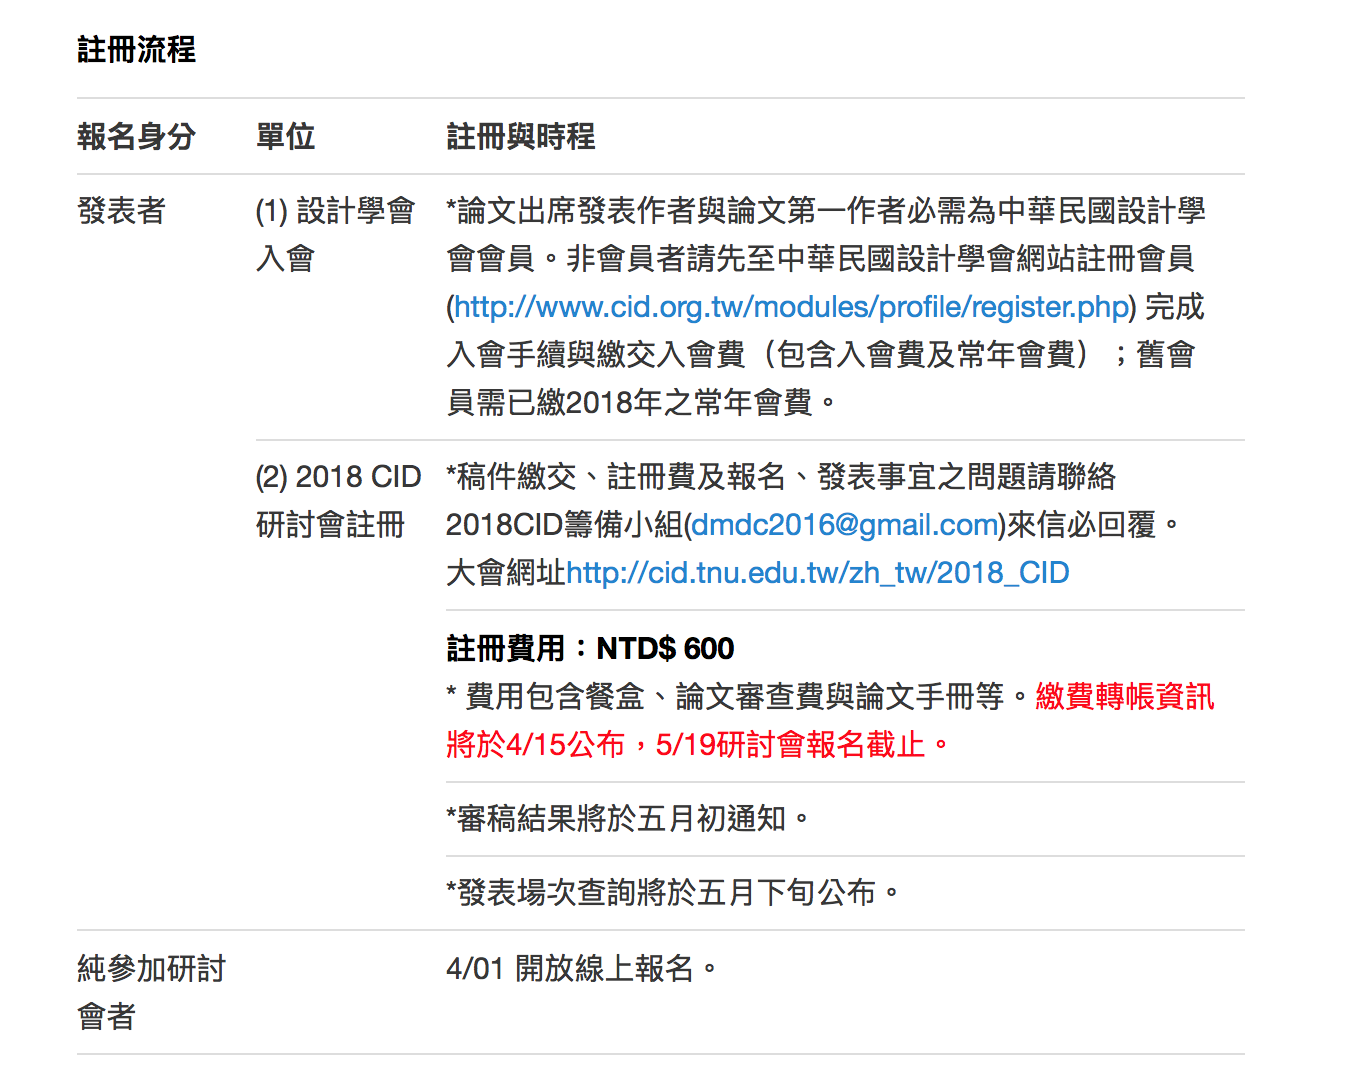 註冊流程
報名身分 單位 註冊與時程
發表者 (1) 設計學會 *論文出席發表作者與論文第一作者必需為中華民國設計學
入會 會會員。非會員者請先至中華民國設計學會網站註冊會員
(http://www.cid.org.tw/modules/profile/register.php) 完成
入會手續與繳交入會費（包含入會費及常年會費）；舊會
員需已繳2018年之常年會費。
(2) 2018 CID *稿件繳交、註冊費及報名、發表事宜之問題請聯絡
研討會註冊 2018CID籌備小組(dmdc2016@gmail.com)來信必回覆。
大會網址http://cid.tnu.edu.tw/zh_tw/2018_CID
註冊費用：NTD$ 600
* 費用包含餐盒、論文審查費與論文手冊等。繳費轉帳資訊
將於4/15公布，5/19研討會報名截止。
*審稿結果將於五月初通知。
*發表場次查詢將於五月下旬公布。
純參加研討 4/01 開放線上報名。
會者